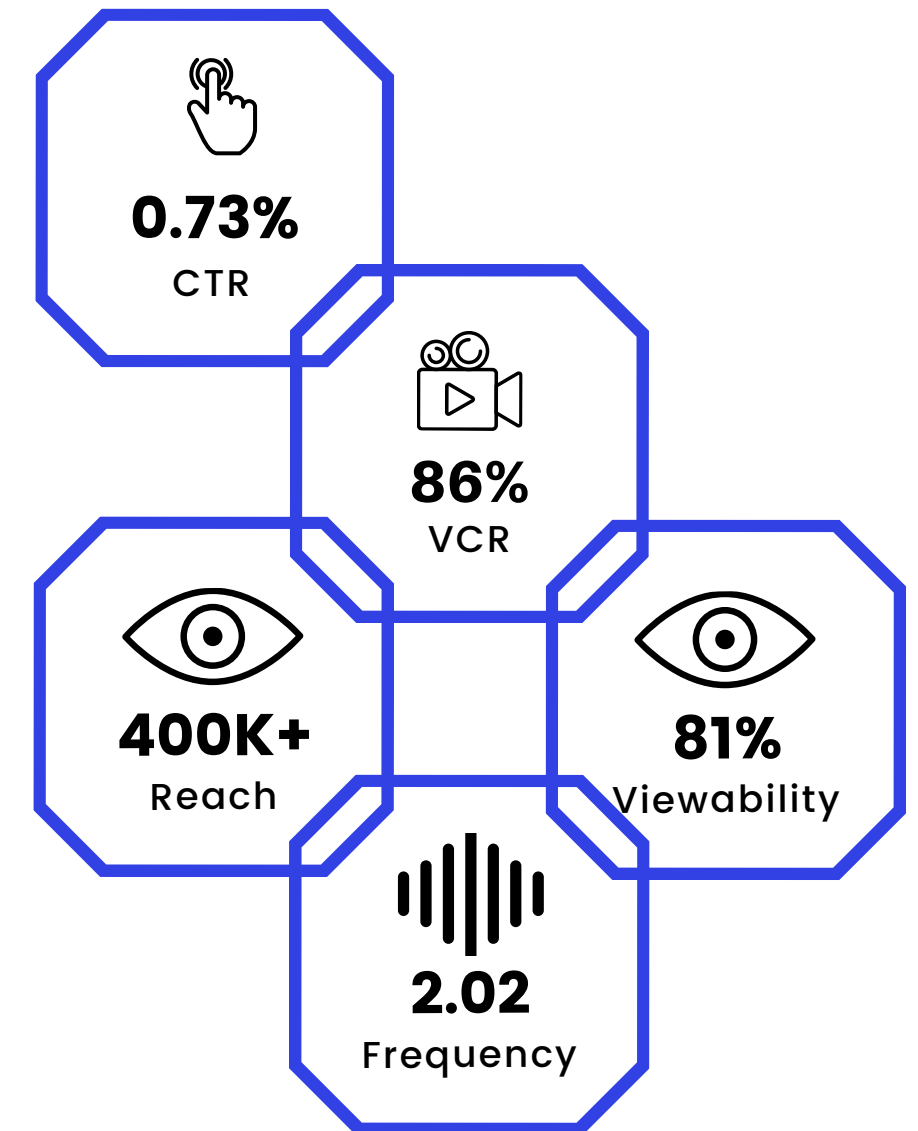 0.73%
CTR
86%
VCR
400K+
Reach
81%
Viewability
2.02
Frequency